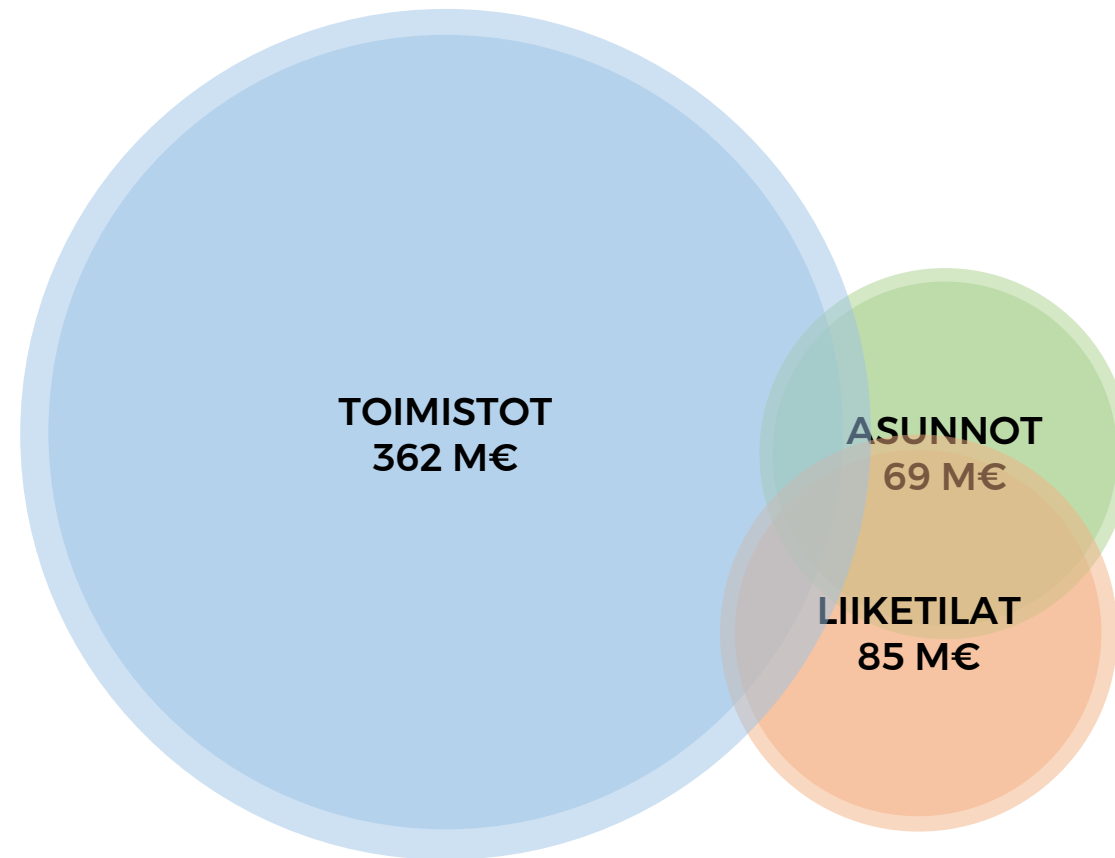 TOIMISTOT
362 M€
ASUNNOT
69 M€
LIIKETILAT
85 M€